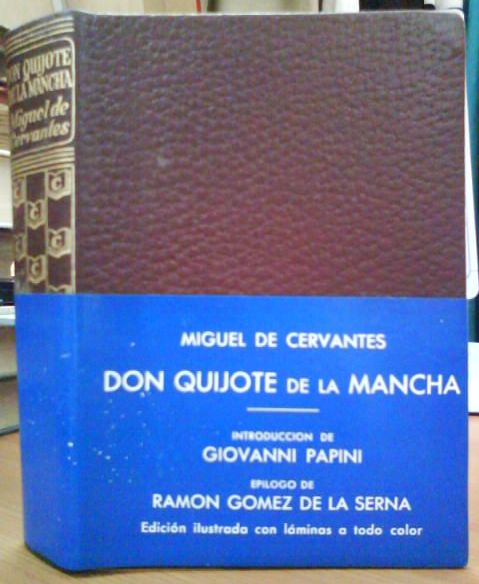 DON QUIJOTE
DE LA MANCHA
Miguel de
Cervantes
MIGUEL DE CERVANTES
DON QUIJOTE DE LA MANCHA
INTRODUCCION DE
GIOVANNI PAPINI
EPILOGO DE
RAMON GOMEZ DE LA SERNA
Edición ilustrada con láminas a todo color